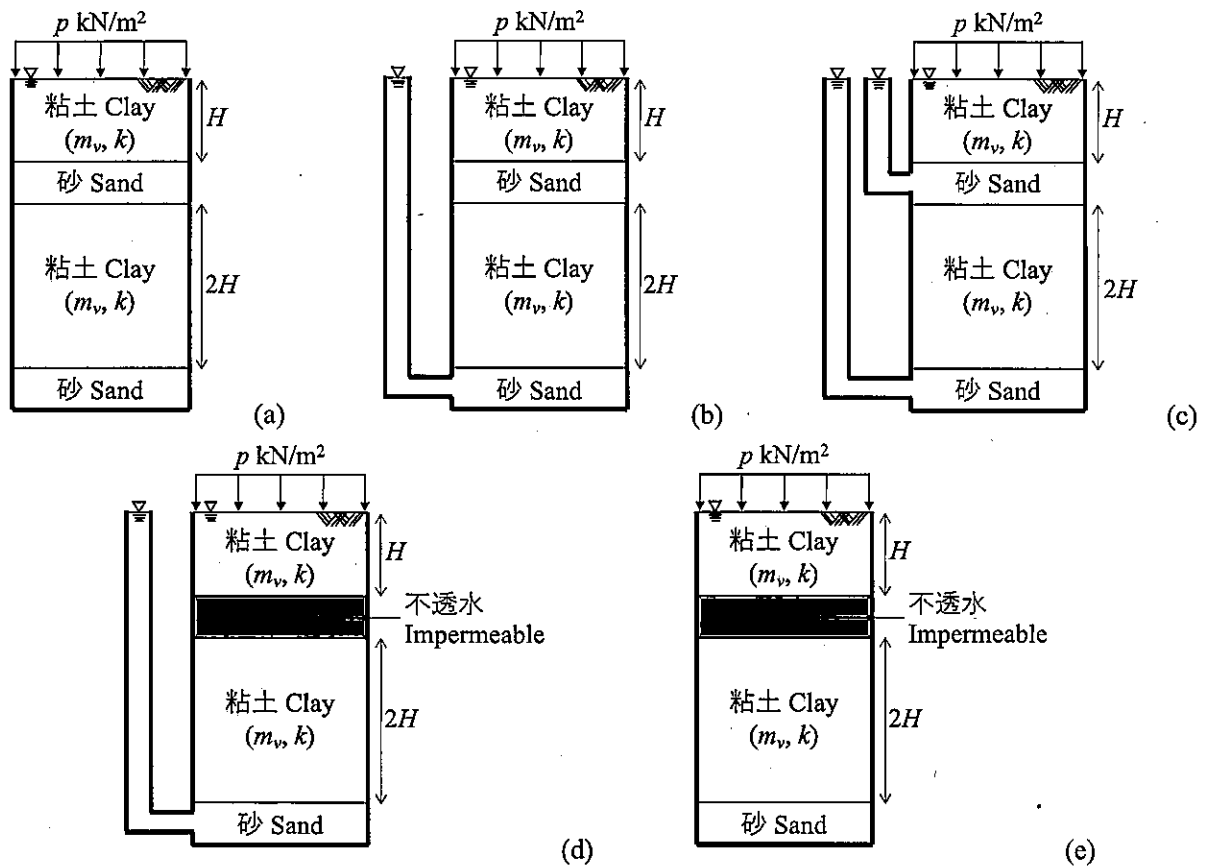 p kN/m²
粘土 Clay
(mᵥ, k)
H
砂 Sand
粘土 Clay
(mᵥ, k)
2H
砂 Sand
(a)
p kN/m²
粘土 Clay
(mᵥ, k)
H
砂 Sand
粘土 Clay
(mᵥ, k)
2H
砂 Sand
(b)
p kN/m²
粘土 Clay
(mᵥ, k)
H
砂 Sand
粘土 Clay
(mᵥ, k)
2H
砂 Sand
(c)
p kN/m²
粘土 Clay
(mᵥ, k)
H
不透水
Impermeable
粘土 Clay
(mᵥ, k)
2H
砂 Sand
(d)
p kN/m²
粘土 Clay
(mᵥ, k)
H
不透水
Impermeable
粘土 Clay
(mᵥ, k)
2H
砂 Sand
(e)